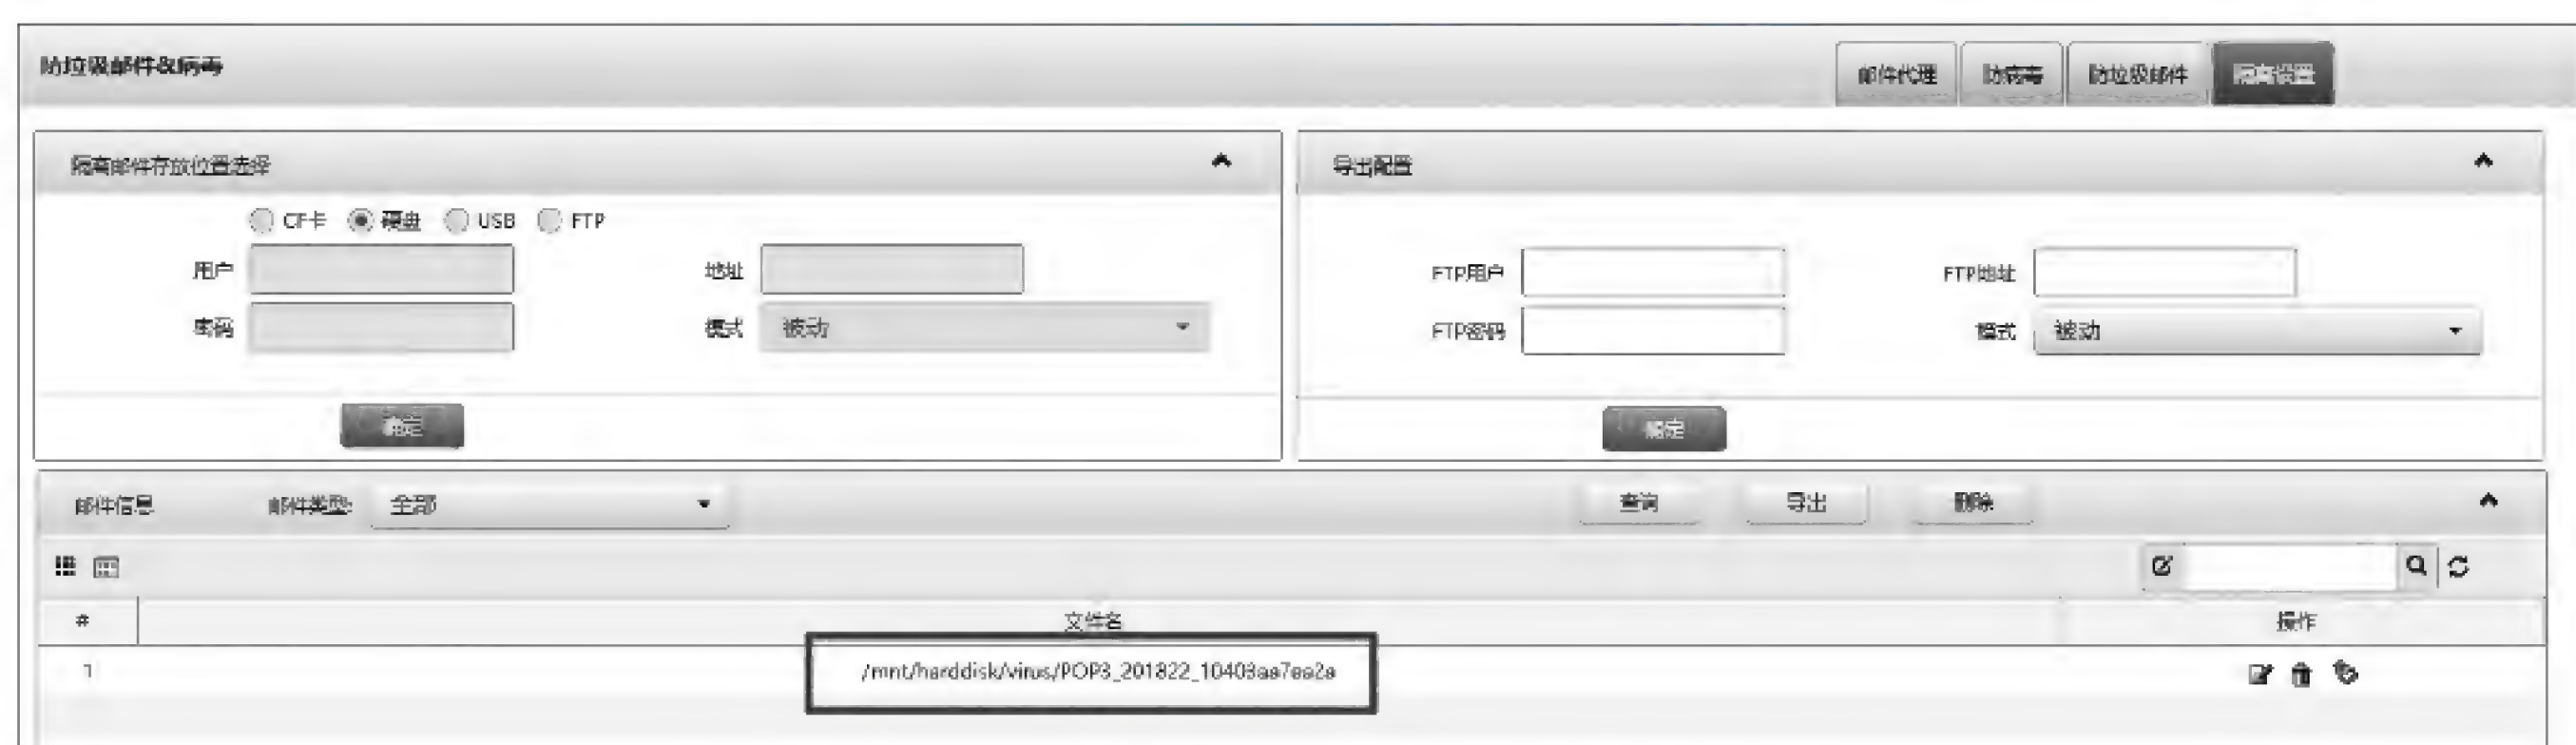 防垃圾邮件&病毒
邮件代理 防病毒 防垃圾邮件 隔离设置
隔离邮件存放位置选择
CF卡 硬盘 USB FTP
用户 地址
密码 模式 被动
确定
导出配置
FTP用户 FTP地址
FTP密码 模式 被动
确定
邮件信息 邮件类型: 全部 查询 导出 删除
# 文件名 操作
1 /mnt/harddisk/virus/POP3_201822_10403aa7ea2a